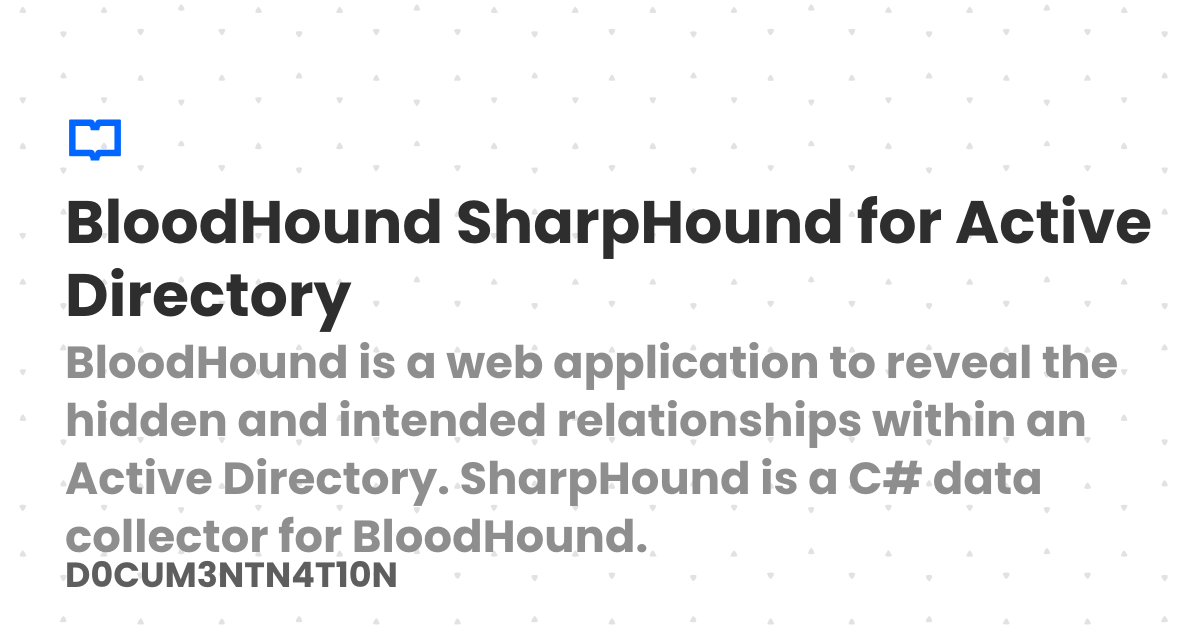 BloodHound SharpHound for Active
Directory
BloodHound is a web application to reveal the
hidden and intended relationships within an
Active Directory. SharpHound is a C# data
collector for BloodHound.
D0CUM3NTN4T10N